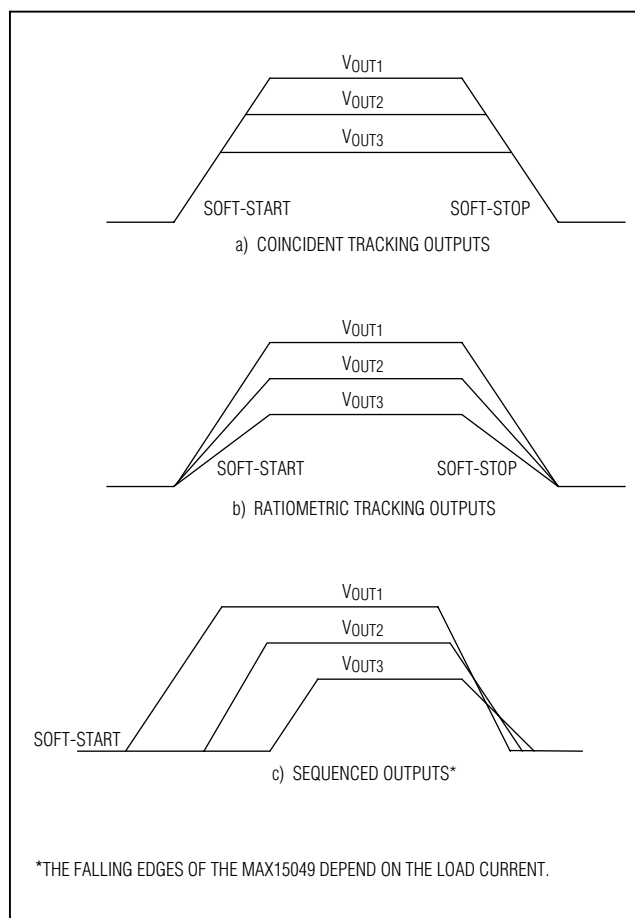 VOUT1
VOUT2
VOUT3
SOFT-START
SOFT-STOP
a) COINCIDENT TRACKING OUTPUTS
VOUT1
VOUT2
VOUT3
SOFT-START
SOFT-STOP
b) RATIOMETRIC TRACKING OUTPUTS
VOUT1
VOUT2
VOUT3
SOFT-START
c) SEQUENCED OUTPUTS*
*THE FALLING EDGES OF THE MAX15049 DEPEND ON THE LOAD CURRENT.